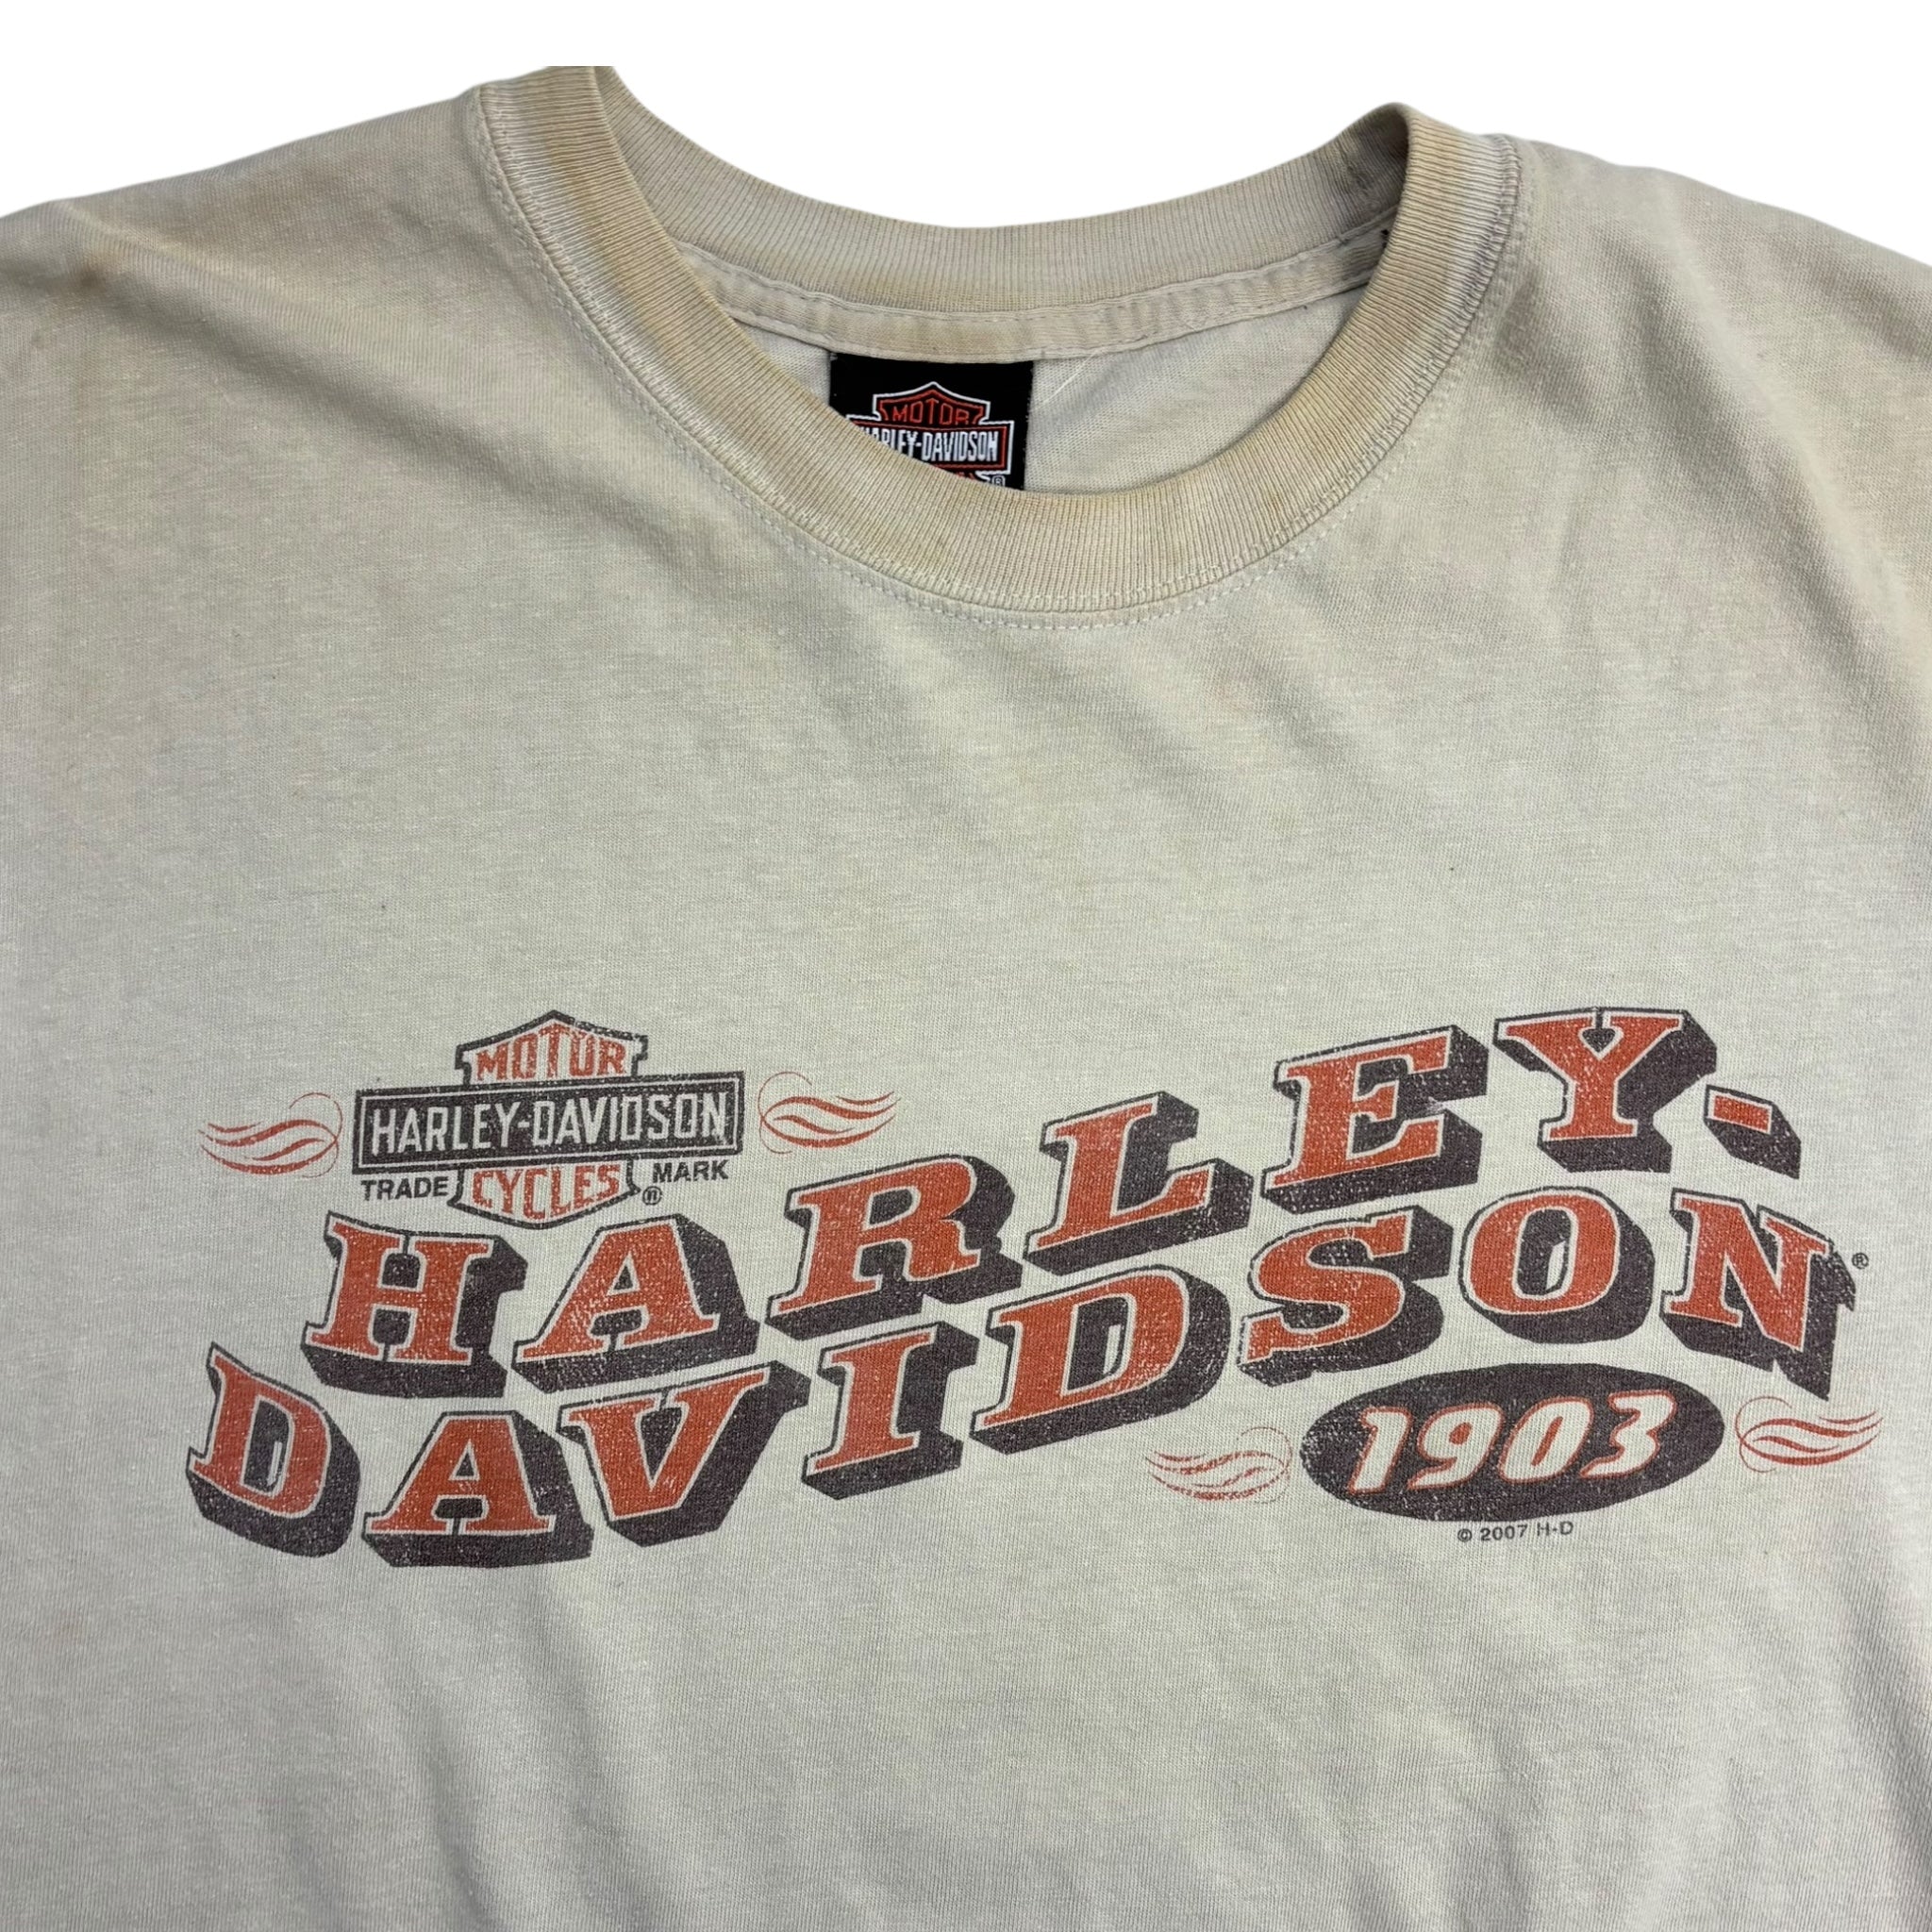 MOTOR
HARLEY-DAVIDSON
®
MOTOR
HARLEY-DAVIDSON
TRADE CYCLES® MARK
HARLEY-
DAVIDSON®
1903
© 2007 H-D